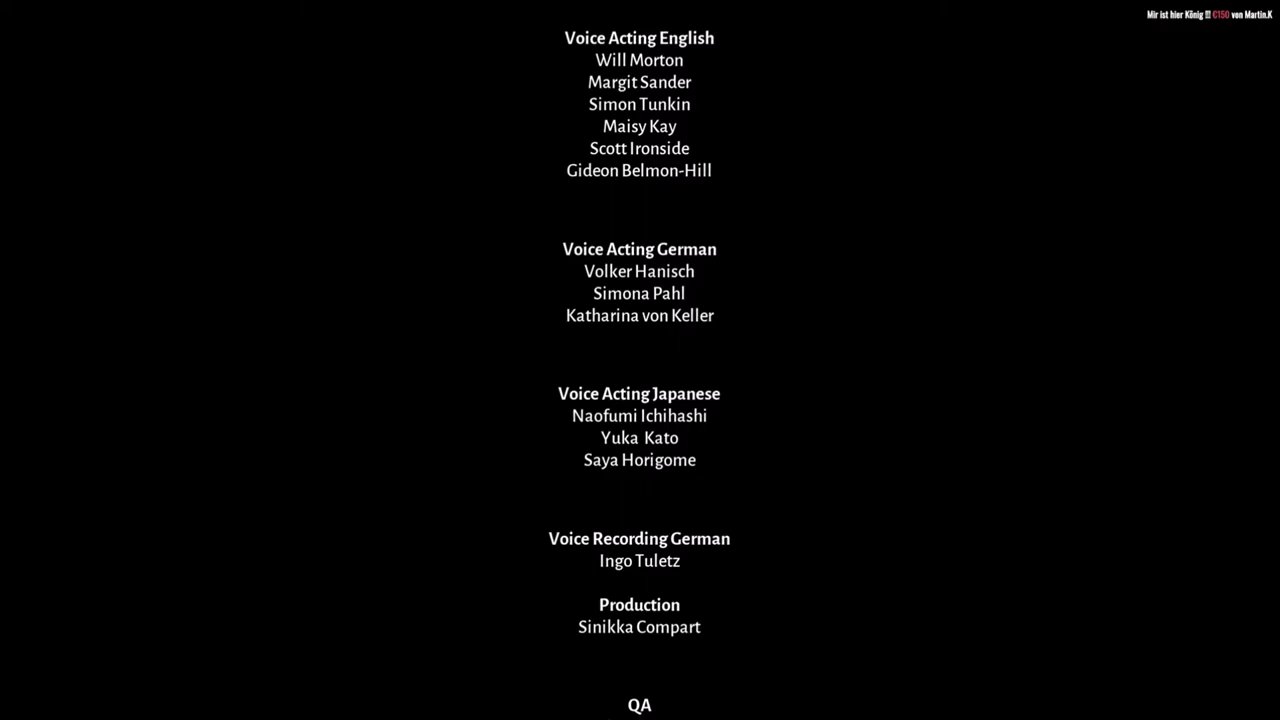 Mir ist hier König !!! €150 von Martin.K
Voice Acting English
Will Morton
Margit Sander
Simon Tunkin
Maisy Kay
Scott Ironside
Gideon Belmon-Hill
Voice Acting German
Volker Hanisch
Simona Pahl
Katharina von Keller
Voice Acting Japanese
Naofumi Ichihashi
Yuka Kato
Saya Horigome
Voice Recording German
Ingo Tuletz
Production
Sinikka Compart
QA